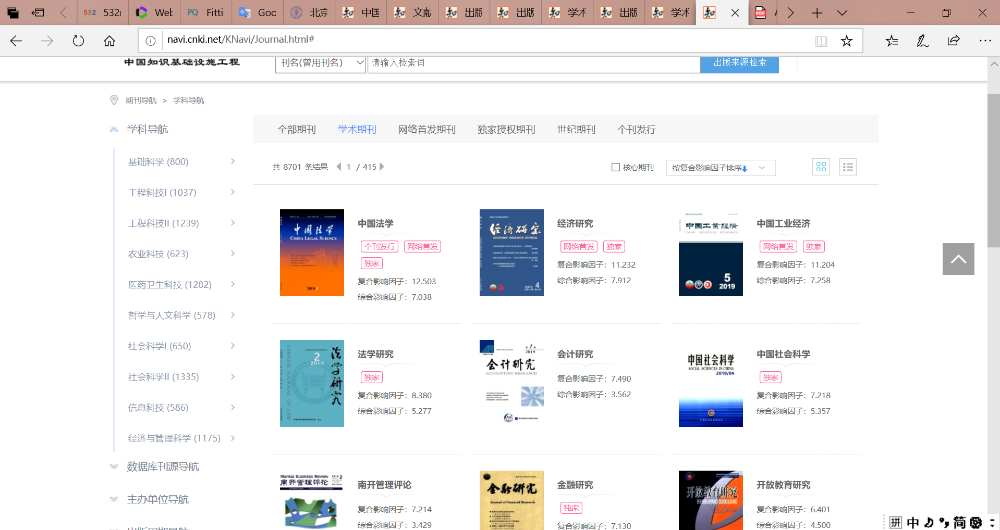 532r
Web
Fittii
Goo
北京
中国
文献
出版
出版
学术
出版
学术
navi.cnki.net/KNavi/Journal.html#
中国知识基础设施工程
刊名(曾用刊名)
请输入检索词
出版来源检索
期刊导航 > 学科导航
学科导航
基础科学 (800)
工程科技I (1037)
工程科技II (1239)
农业科技 (623)
医药卫生科技 (1282)
哲学与人文科学 (578)
社会科学I (650)
社会科学II (1335)
信息科技 (586)
经济与管理科学 (1175)
数据库刊源导航
主办单位导航
出版周期导航
全部期刊 学术期刊 网络首发期刊 独家授权期刊 世纪期刊 个刊发行
共 8701 条结果 1 / 415
核心期刊
按复合影响因子排序
中国法学
CHINA LEGAL SCIENCE
2019/1
中国法学
个刊发行 网络首发
独家
复合影响因子：12.503
综合影响因子：7.038
经济研究
ECONOMIC RESEARCH JOURNAL
2019 4
经济研究
网络首发 独家
复合影响因子：11.232
综合影响因子：7.912
中国工业经济
CHINA INDUSTRIAL ECONOMICS
5
2019
中国工业经济
网络首发 独家
复合影响因子：11.204
综合影响因子：7.258
法学研究
CHINESE JOURNAL OF LAW
2
2019
法学研究
独家
复合影响因子：8.380
综合影响因子：5.277
第1期
2019
会计研究
ACCOUNTING RESEARCH
会计研究
复合影响因子：7.490
综合影响因子：3.562
中国社会科学
SOCIAL SCIENCES IN CHINA
2019/04
中国社会科学
独家
复合影响因子：7.218
综合影响因子：5.357
Nankai Business Review 2019 2
南开管理评论
南开管理评论
复合影响因子：7.214
综合影响因子：3.429
金融研究
Journal of Financial Research
金融研究
独家
复合影响因子：7.130
开放教育研究
开放教育研究
复合影响因子：6.401
综合影响因子：4.500
拼 中 简